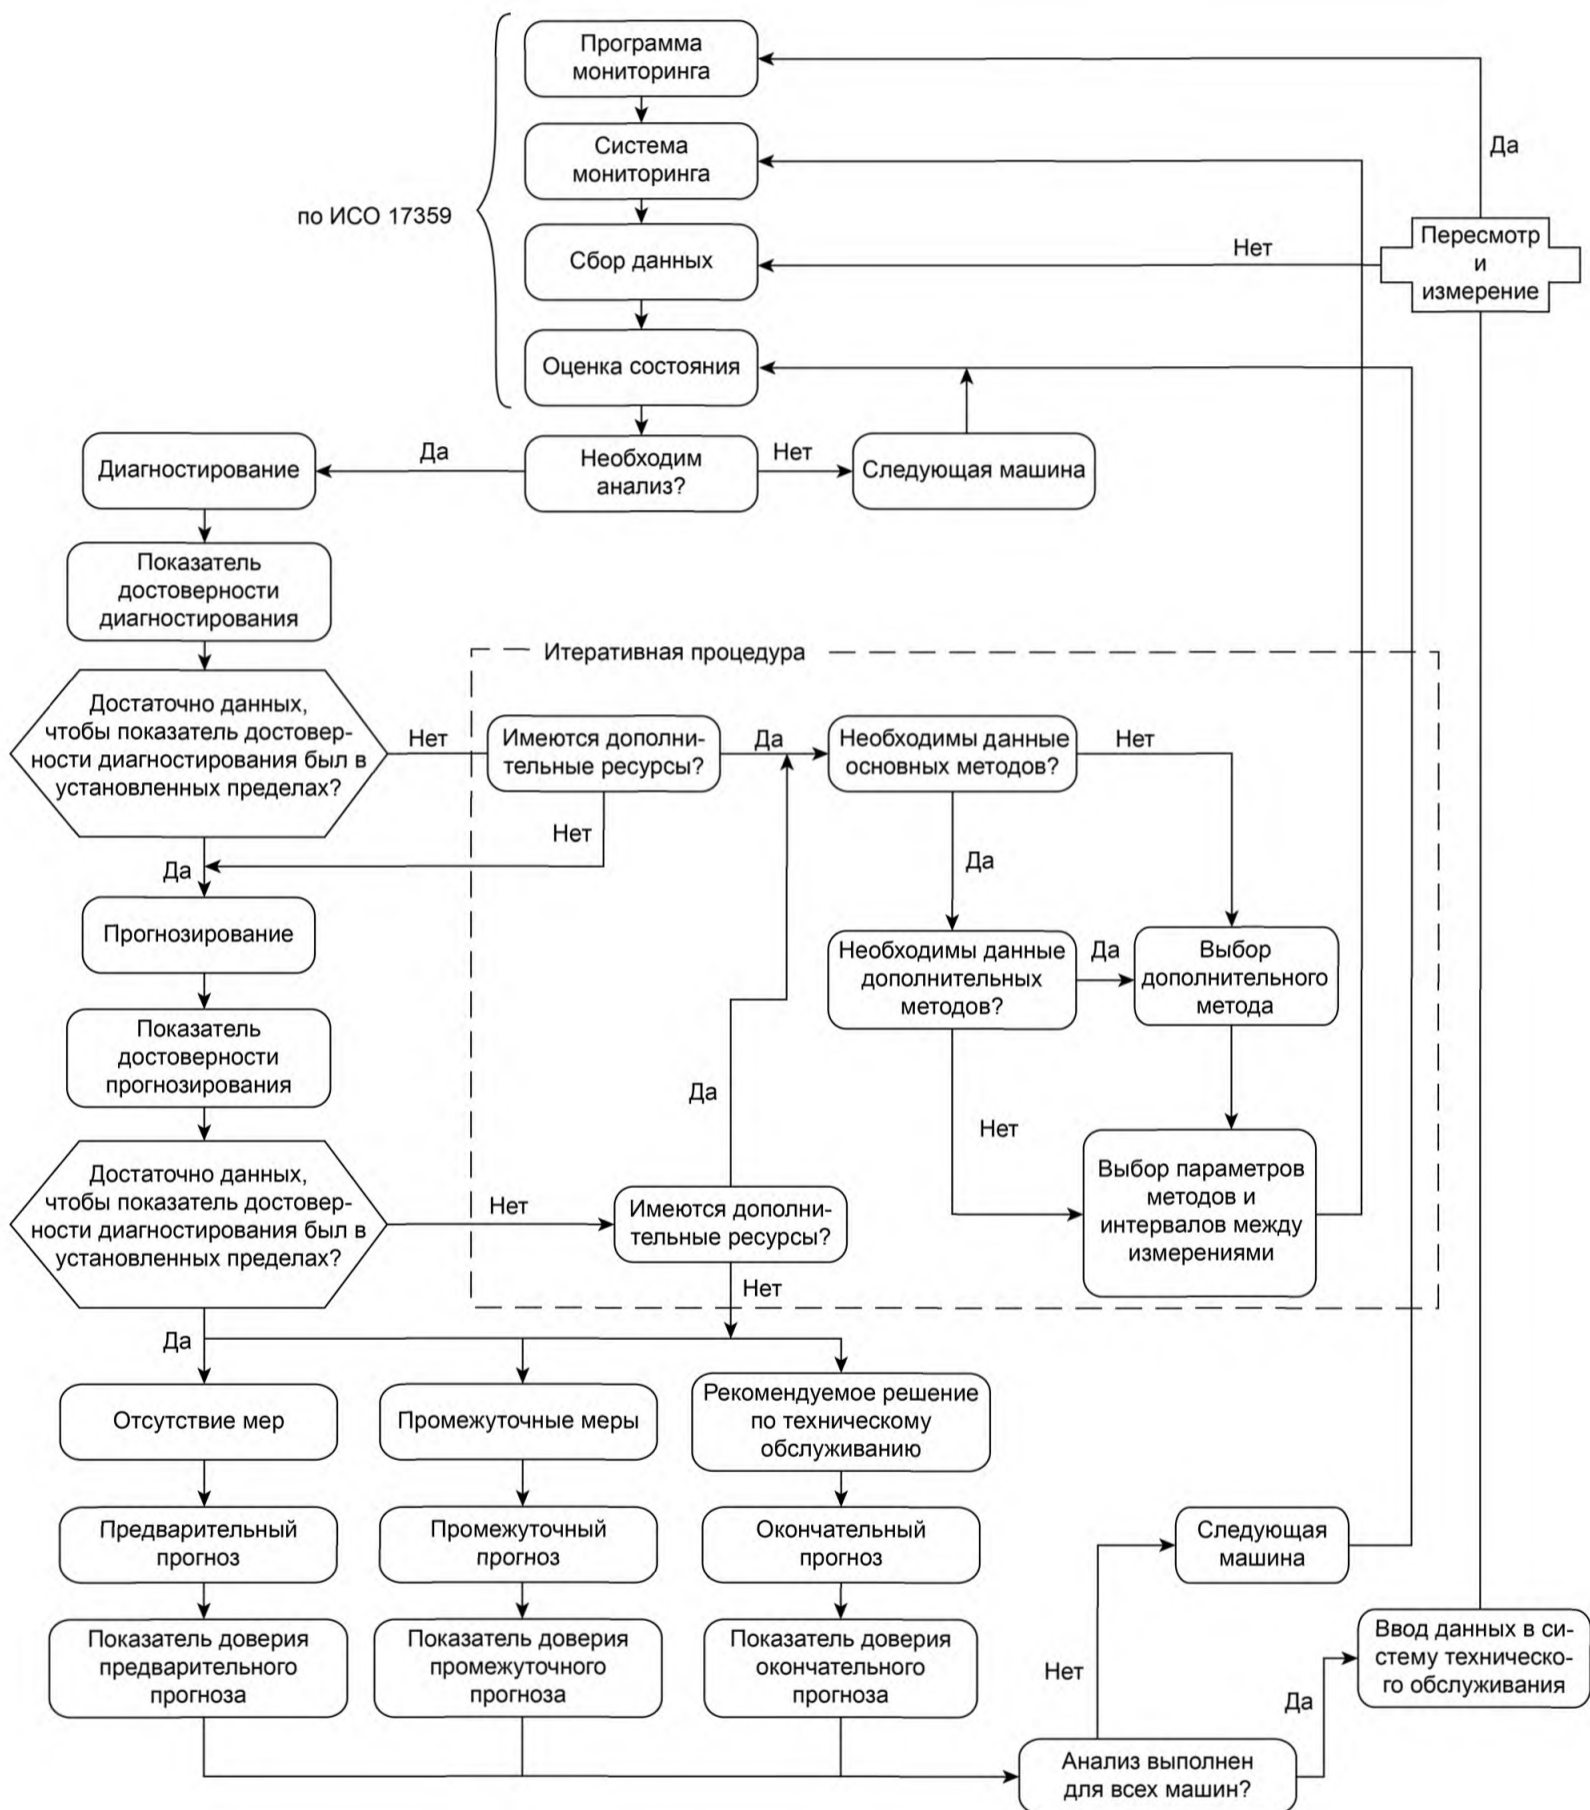 Программа
мониторинга
Да
Система
мониторинга
по ИСО 17359
Пересмотр
и
измерение
Нет
Сбор данных
Оценка состояния
Да
Необходим
анализ?
Нет
Следующая машина
Диагностирование
Показатель
достоверности
диагностирования
Итеративная процедура
Достаточно данных,
чтобы показатель достовер-
ности диагностирования был в
установленных пределах?
Нет
Имеются дополни-
тельные ресурсы?
Да
Необходимы данные
основных методов?
Нет
Нет
Да
Да
Прогнозирование
Необходимы данные
дополнительных
методов?
Да
Выбор
дополнительного
метода
Показатель
достоверности
прогнозирования
Да
Нет
Выбор параметров
методов и
интервалов между
измерениями
Достаточно данных,
чтобы показатель достовер-
ности диагностирования был в
установленных пределах?
Нет
Имеются дополни-
тельные ресурсы?
Нет
Да
Отсутствие мер
Промежуточные меры
Рекомендуемое решение
по техническому
обслуживанию
Предварительный
прогноз
Промежуточный
прогноз
Окончательный
прогноз
Следующая
машина
Показатель доверия
предварительного
прогноза
Показатель доверия
промежуточного
прогноза
Показатель доверия
окончательного
прогноза
Нет
Да
Ввод данных в си-
стему техническо-
го обслуживания
Анализ выполнен
для всех машин?